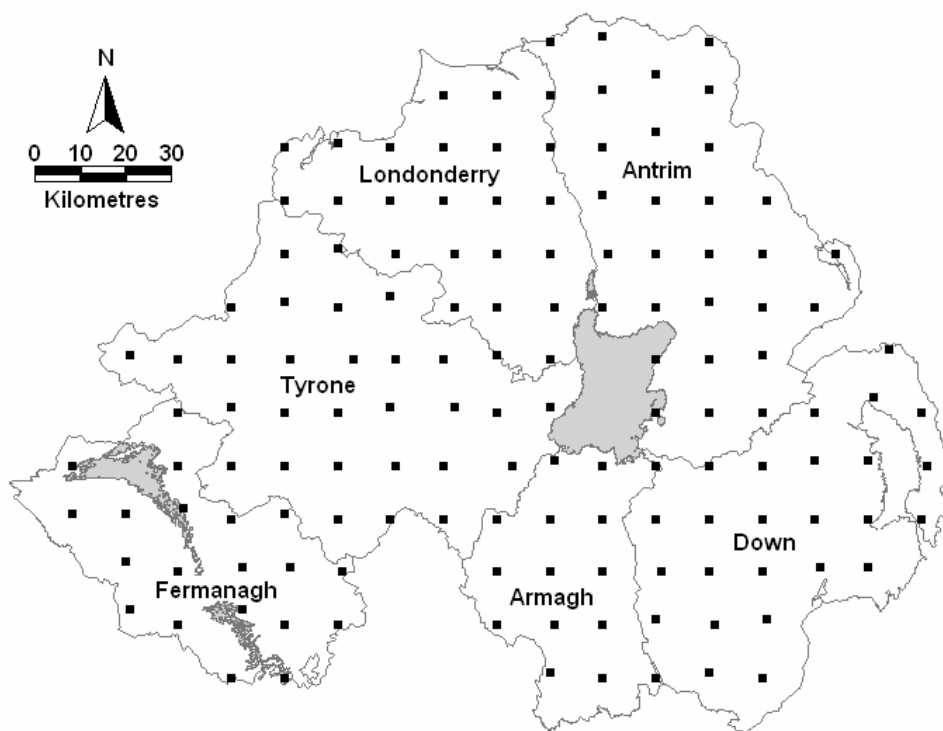 N
0 10 20 30
Kilometres
Londonderry
Antrim
Tyrone
Fermanagh
Armagh
Down